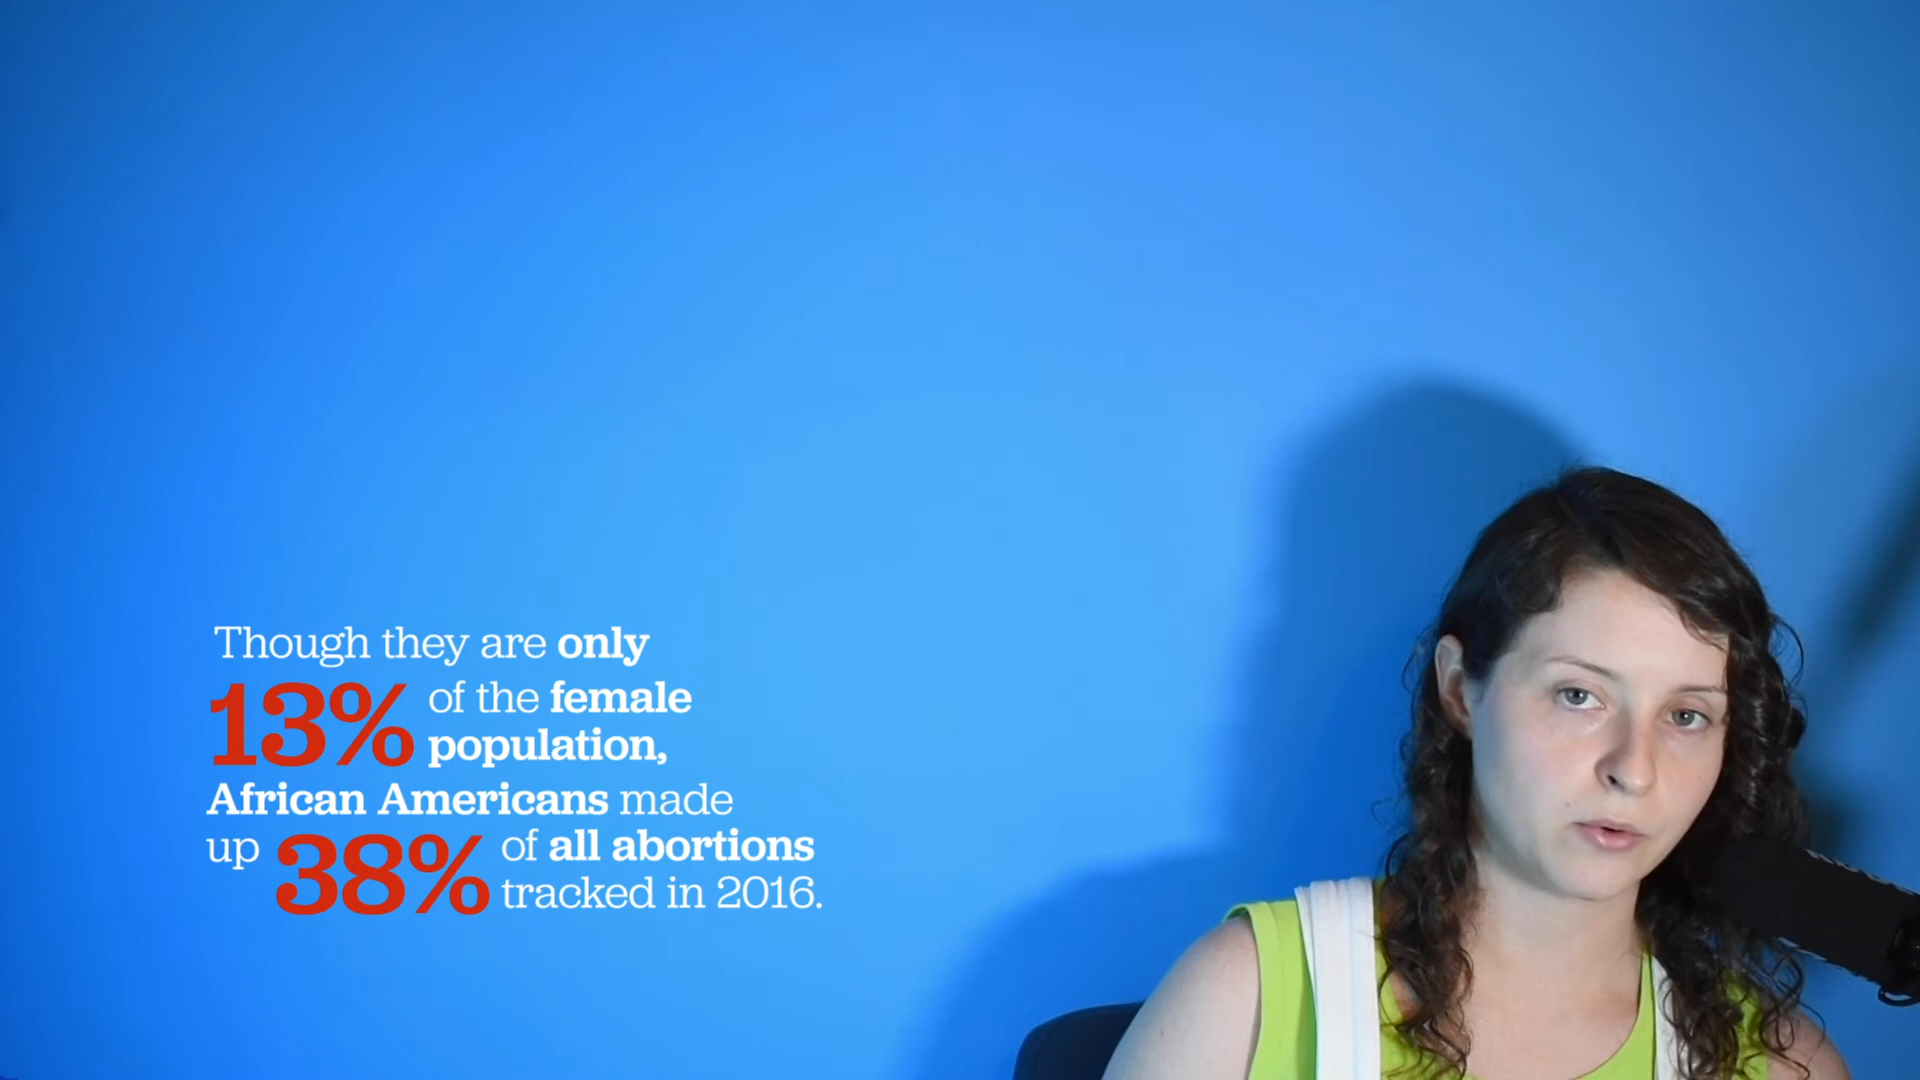 Though they are only
13% of the female
population,
African Americans made
up 38% of all abortions
tracked in 2016.